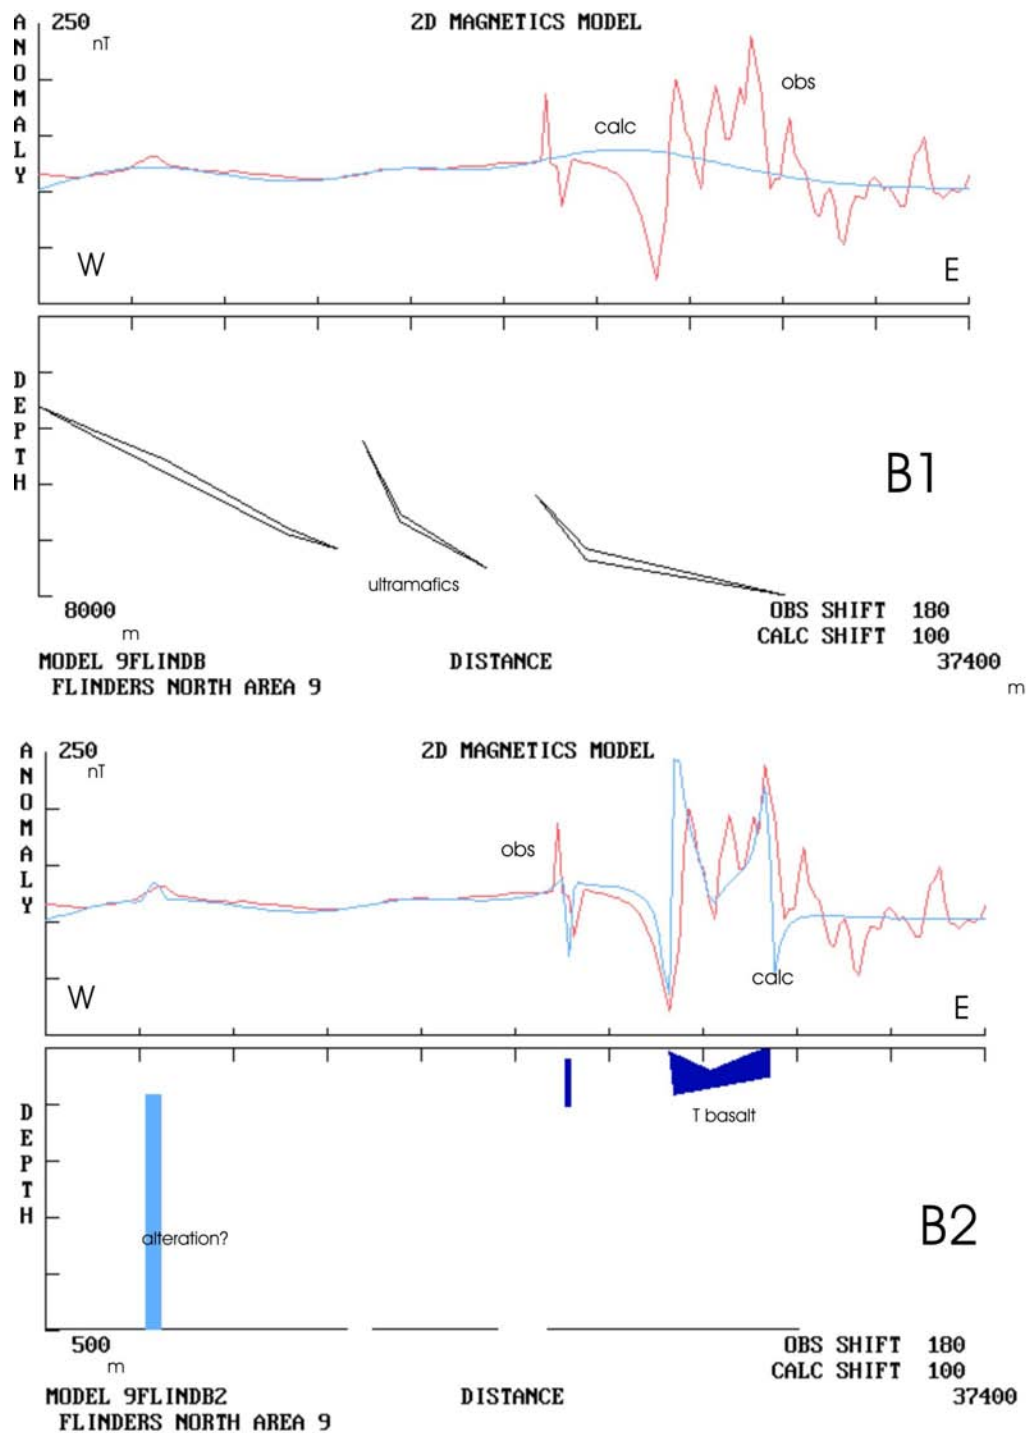 ANOMALY
250
nT
2D MAGNETICS MODEL
obs
calc
W
E
DEPTH
B1
ultramafics
8000
m
OBS SHIFT 180
CALC SHIFT 100
MODEL 9FLINDB
DISTANCE
37400
m
FLINDERS NORTH AREA 9
ANOMALY
250
nT
2D MAGNETICS MODEL
obs
calc
W
E
DEPTH
T basalt
B2
alteration?
500
m
OBS SHIFT 180
CALC SHIFT 100
MODEL 9FLINDB2
DISTANCE
37400
FLINDERS NORTH AREA 9